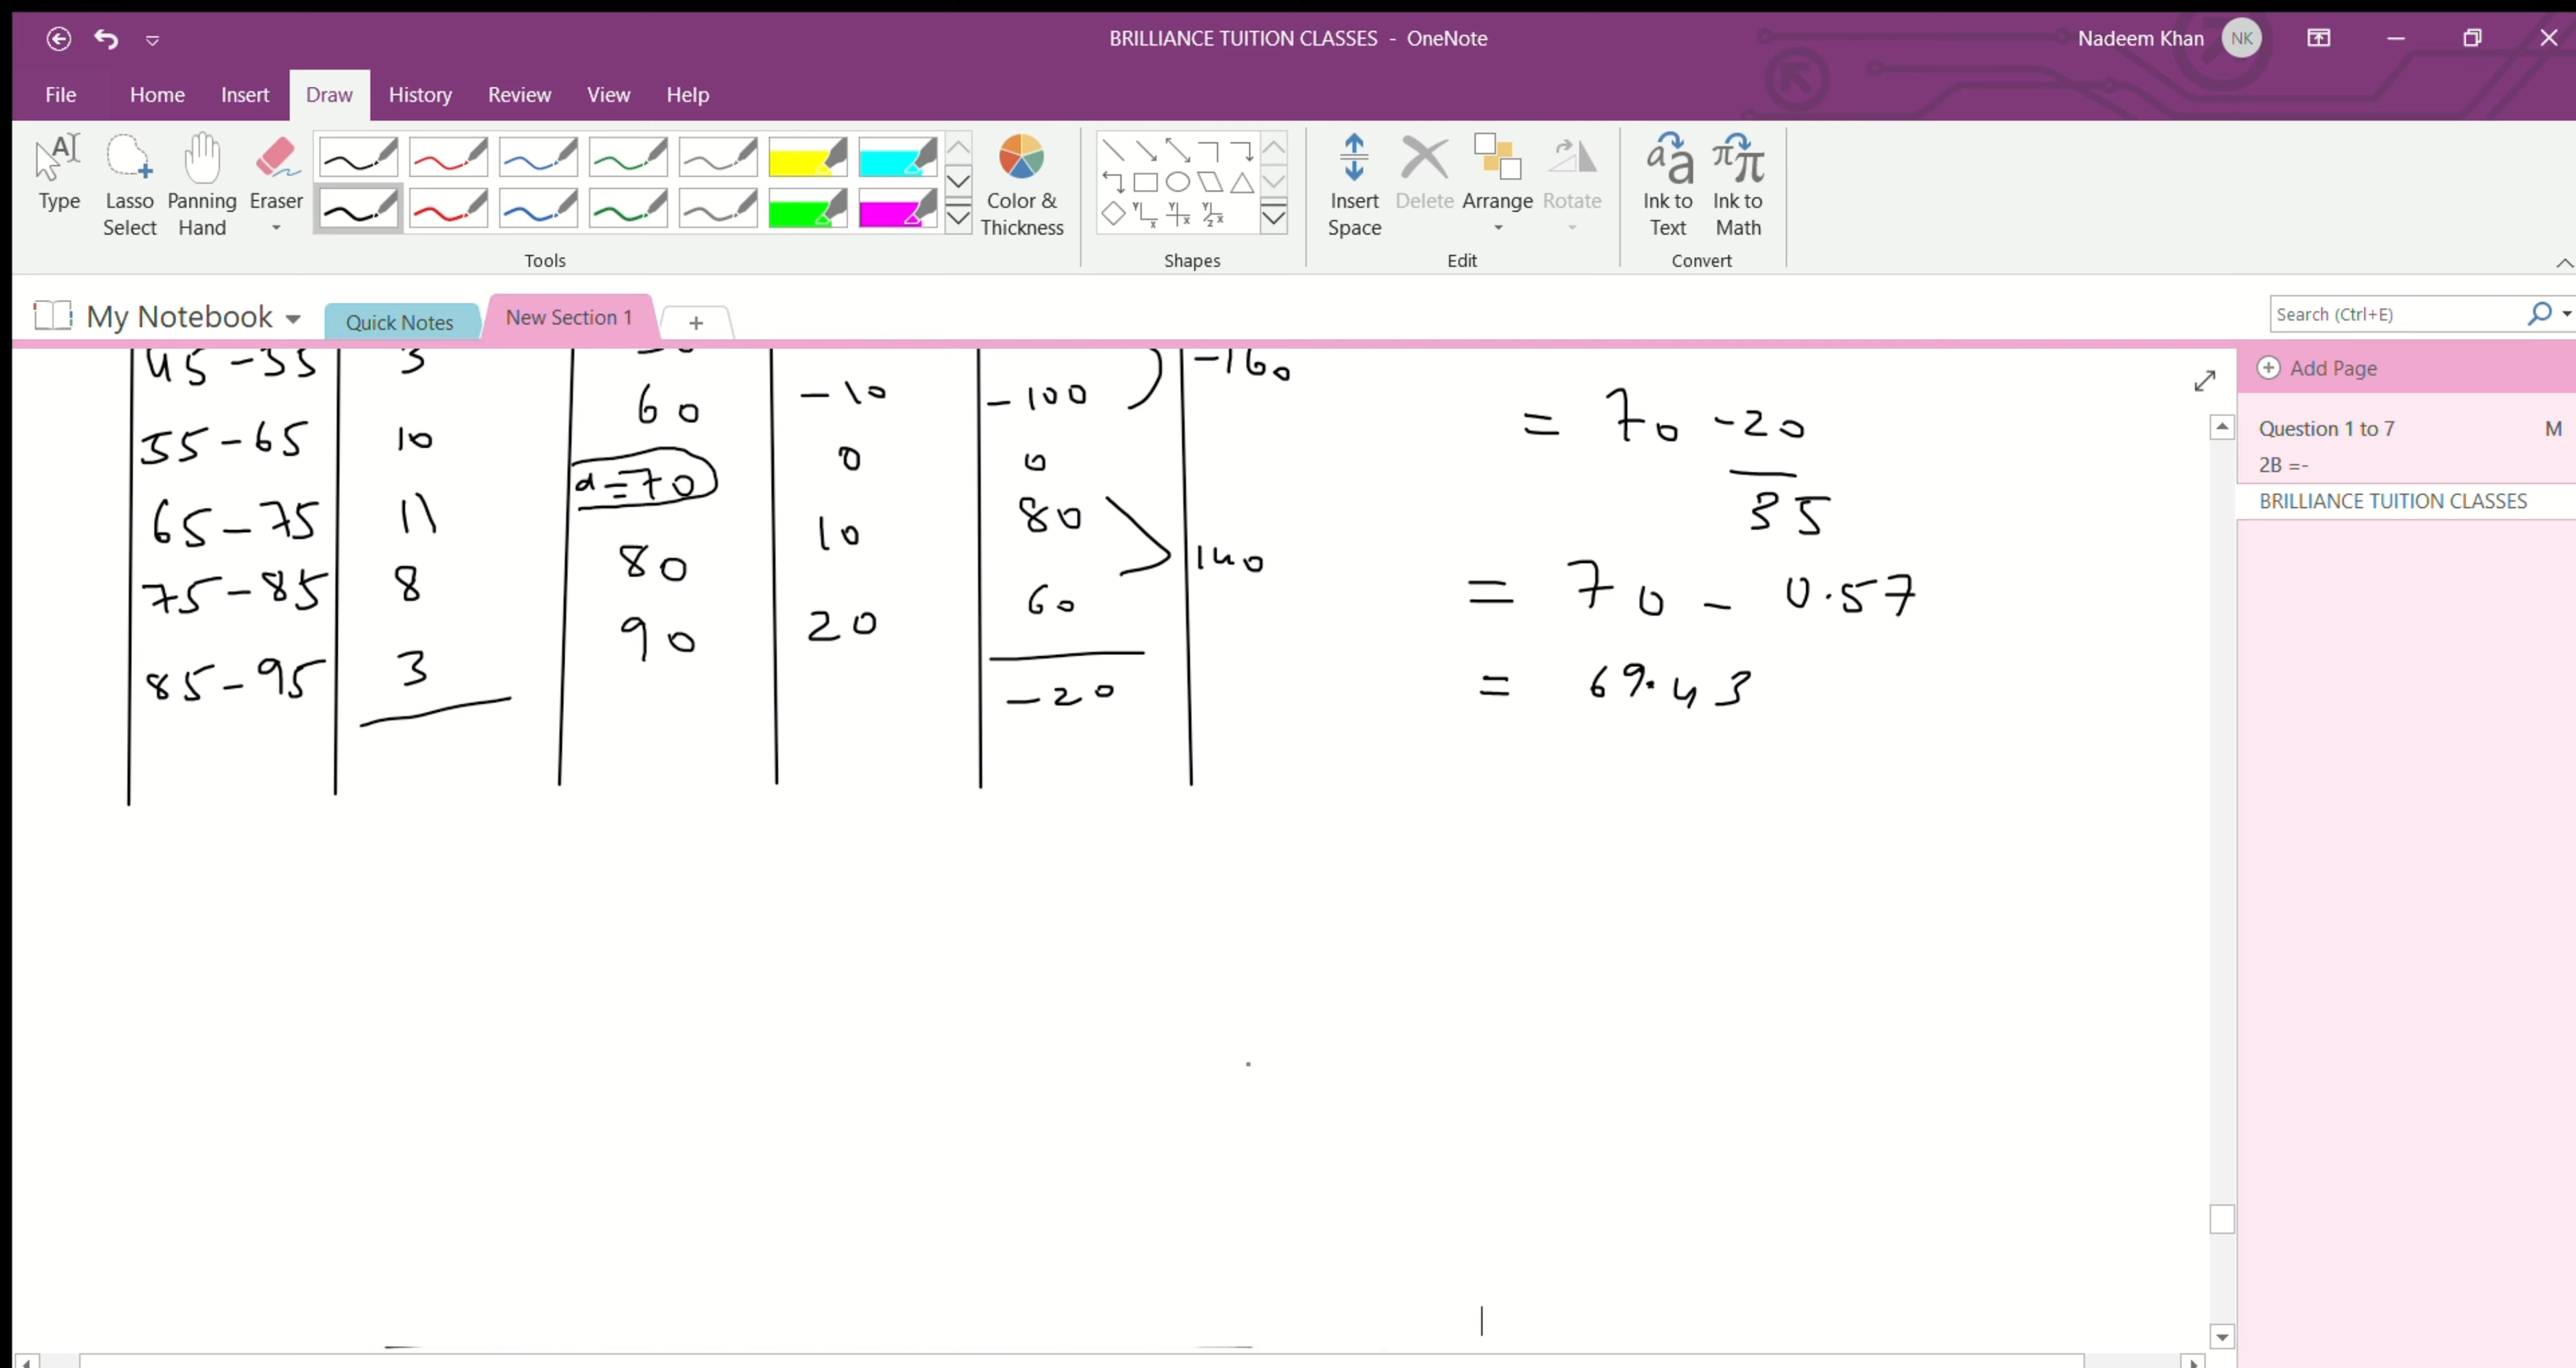 BRILLIANCE TUITION CLASSES - OneNote
Nadeem Khan NK
File Home Insert Draw History Review View Help
Type
Lasso Select
Panning Hand
Eraser
Color & Thickness
Insert Space
Delete
Arrange
Rotate
Ink to Text
Ink to Math
Tools
Shapes
Edit
Convert
My Notebook
Quick Notes
New Section 1
+
Search (Ctrl+E)
Add Page
Question 1 to 7 M
2B =-
BRILLIANCE TUITION CLASSES
45-55 3 -160
55-65 10 60 -10 -100
65-75 11 a=70 0 0
75-85 8 80 10 80
85-95 3 90 20 60
140
-20
= 70 -20
35
= 70 - 0.57
= 69.43